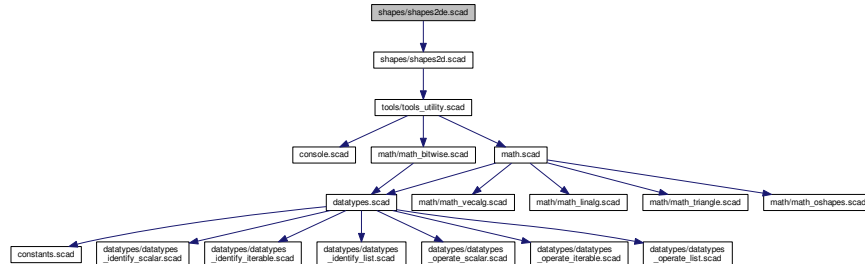 shapes/shapes2de.scad
shapes/shapes2d.scad
tools/tools_utility.scad
console.scad
math/math_bitwise.scad
math.scad
datatypes.scad
math/math_vecalg.scad
math/math_linalg.scad
math/math_triangle.scad
math/math_oshapes.scad
constants.scad
datatypes/datatypes
_identify_scalar.scad
datatypes/datatypes
_identify_iterable.scad
datatypes/datatypes
_identify_list.scad
datatypes/datatypes
_operate_scalar.scad
datatypes/datatypes
_operate_iterable.scad
datatypes/datatypes
_operate_list.scad